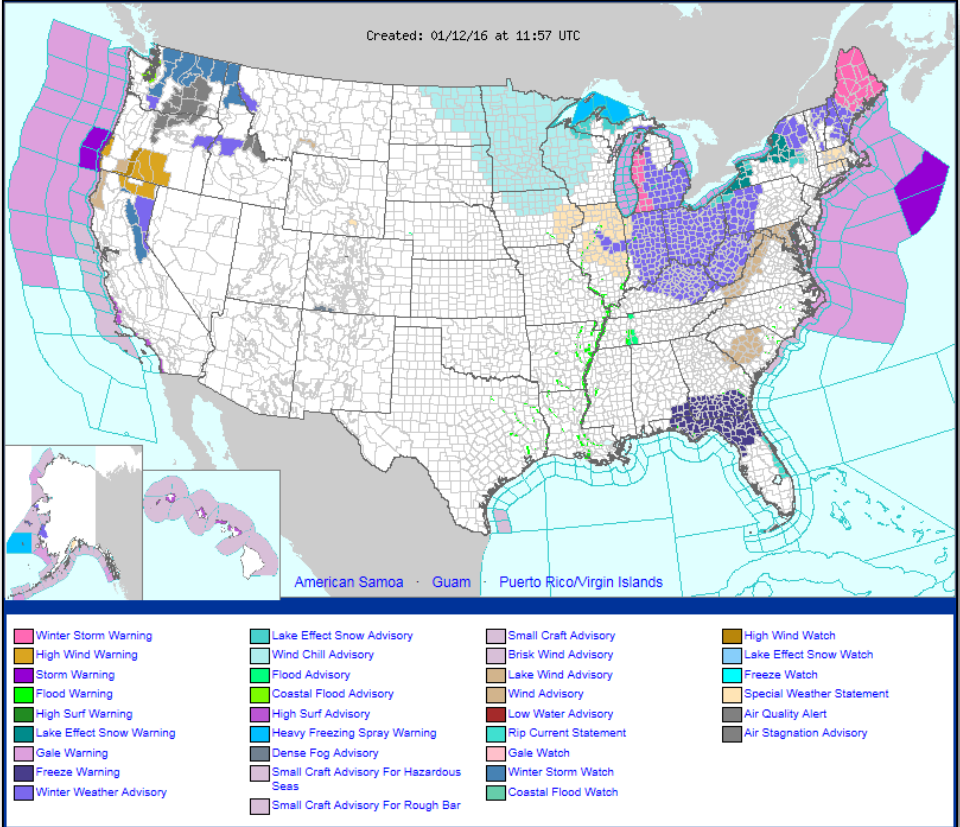 Created: 01/12/16 at 11:57 UTC
American Samoa · Guam · Puerto Rico/Virgin Islands
Winter Storm Warning
High Wind Warning
Storm Warning
Flood Warning
High Surf Warning
Lake Effect Snow Warning
Gale Warning
Freeze Warning
Winter Weather Advisory
Lake Effect Snow Advisory
Wind Chill Advisory
Flood Advisory
Coastal Flood Advisory
High Surf Advisory
Heavy Freezing Spray Warning
Dense Fog Advisory
Small Craft Advisory For Hazardous
Seas
Small Craft Advisory For Rough Bar
Small Craft Advisory
Brisk Wind Advisory
Lake Wind Advisory
Wind Advisory
Low Water Advisory
Rip Current Statement
Gale Watch
Winter Storm Watch
Coastal Flood Watch
High Wind Watch
Lake Effect Snow Watch
Freeze Watch
Special Weather Statement
Air Quality Alert
Air Stagnation Advisory